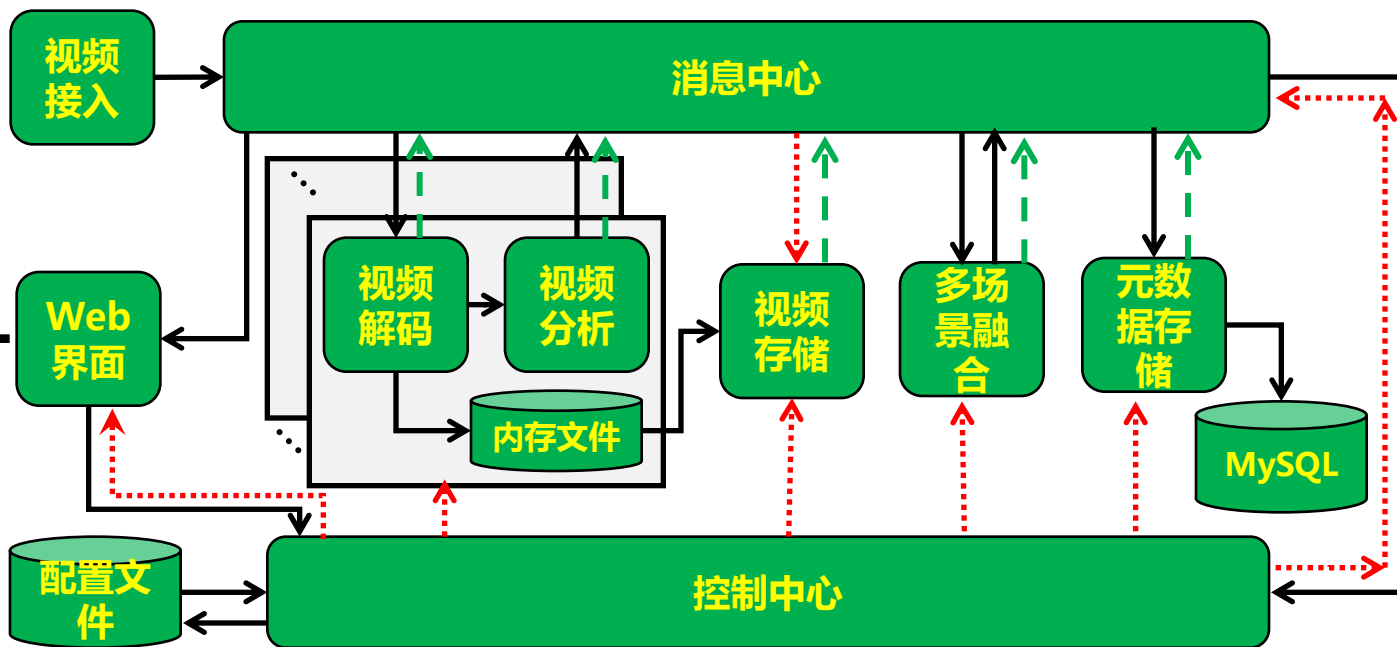 视频
接入
消息中心
Web
界面
视频
解码
视频
分析
内存文件
视频
存储
多场
景融
合
元数
据存
储
MySQL
配置文
件
控制中心